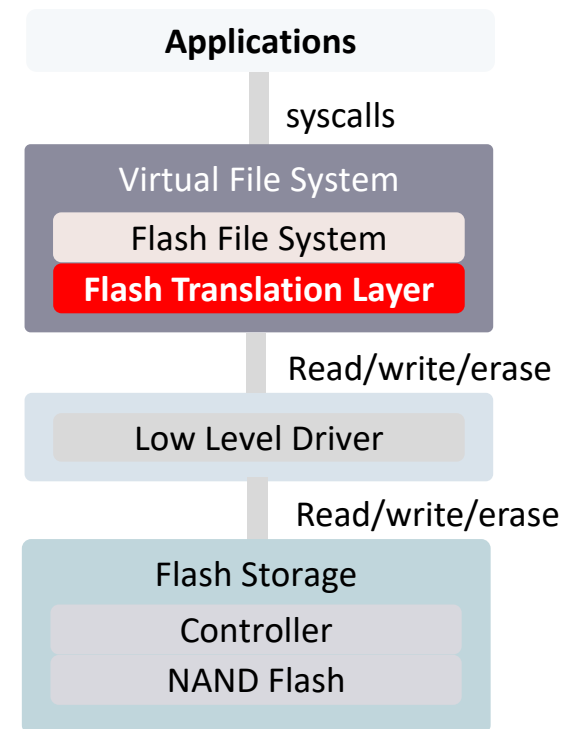 Applications
syscalls
Virtual File System
Flash File System
Flash Translation Layer
Read/write/erase
Low Level Driver
Read/write/erase
Flash Storage
Controller
NAND Flash